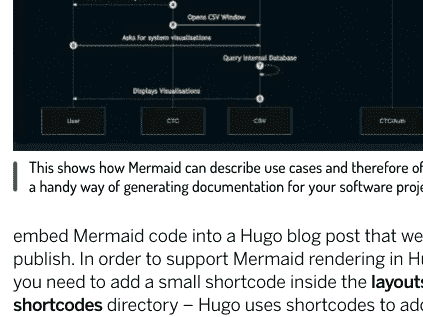 Opens CSV Window
Asks for system visualisations
Query Internal Database
Displays Visualisations
User
CTC
CSV
CTCAuth
This shows how Mermaid can describe use cases and therefore of
a handy way of generating documentation for your software proje
embed Mermaid code into a Hugo blog post that we
publish. In order to support Mermaid rendering in Hu
you need to add a small shortcode inside the layouts
shortcodes directory – Hugo uses shortcodes to add